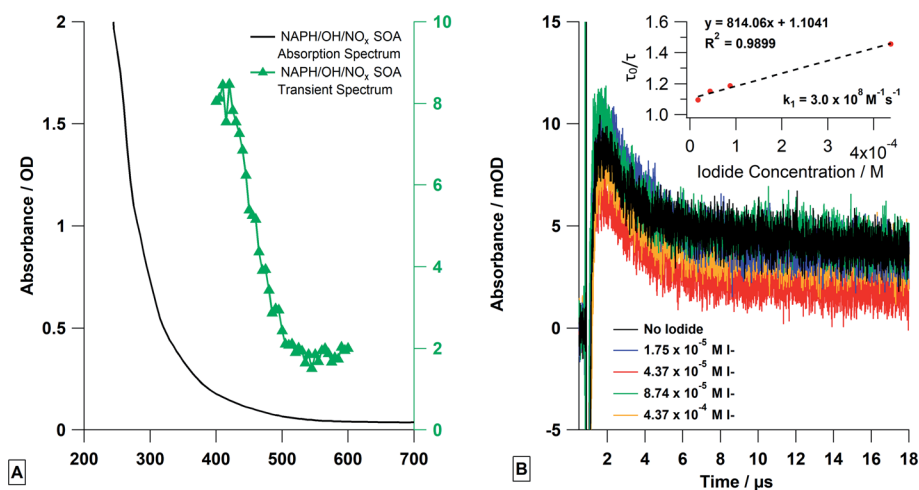 2
1.5
1
0.5
0
Absorbance / OD
NAPH/OH/NOx SOA
Absorption Spectrum
NAPH/OH/NOx SOA
Transient Spectrum
10
8
6
4
2
0
200 300 400 500 600 700
A
15
10
5
0
-5
Absorbance / mOD
1.6
1.4
1.2
1.0
τ0/τ
y = 814.06x + 1.1041
R² = 0.9899
k1 = 3.0 x 10⁸ M⁻¹s⁻¹
0 1 2 3 4x10⁻⁴
Iodide Concentration / M
No Iodide
1.75 x 10⁻⁵ M I-
4.37 x 10⁻⁵ M I-
8.74 x 10⁻⁵ M I-
4.37 x 10⁻⁴ M I-
2 4 6 8 10 12 14 16 18
Time / µs
B